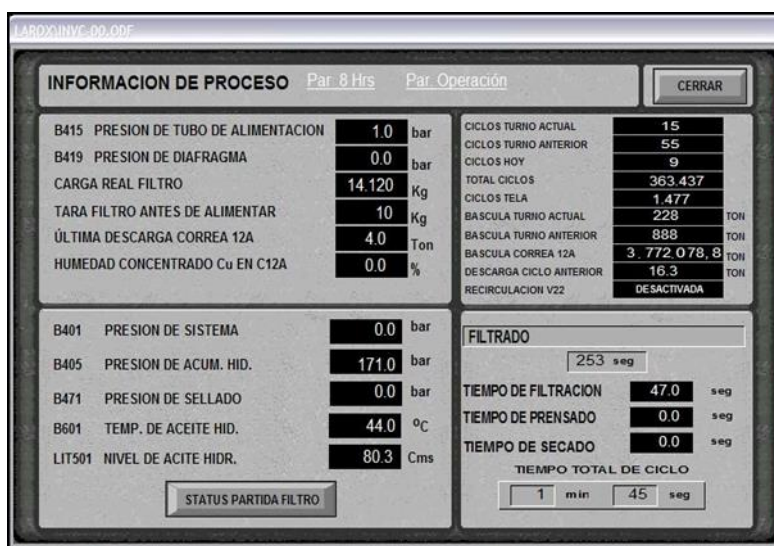 LAROX\INVC-00.ODF
INFORMACION DE PROCESO Par. 8 Hrs Par. Operación CERRAR
B415 PRESION DE TUBO DE ALIMENTACION 1.0 bar
B419 PRESION DE DIAFRAGMA 0.0 bar
CARGA REAL FILTRO 14.120 Kg
TARA FILTRO ANTES DE ALIMENTAR 10 Kg
ÚLTIMA DESCARGA CORREA 12A 4.0 Ton
HUMEDAD CONCENTRADO Cu EN C12A 0.0 %
CICLOS TURNO ACTUAL 15
CICLOS TURNO ANTERIOR 55
CICLOS HOY 9
TOTAL CICLOS 363.437
CICLOS TELA 1.477
BASCULA TURNO ACTUAL 228 TON
BASCULA TURNO ANTERIOR 888 TON
BASCULA CORREA 12A 3.772.078,8 TON
DESCARGA CICLO ANTERIOR 16.3 TON
RECIRCULACION V22 DESACTIVADA
B401 PRESION DE SISTEMA 0.0 bar
B405 PRESION DE ACUM. HID. 171.0 bar
B471 PRESION DE SELLADO 0.0 bar
B601 TEMP. DE ACEITE HID. 44.0 ºC
LIT501 NIVEL DE ACITE HIDR. 80.3 Cms
STATUS PARTIDA FILTRO
FILTRADO
253 seg
TIEMPO DE FILTRACION 47.0 seg
TIEMPO DE PRENSADO 0.0 seg
TIEMPO DE SECADO 0.0 seg
TIEMPO TOTAL DE CICLO
1 min 45 seg